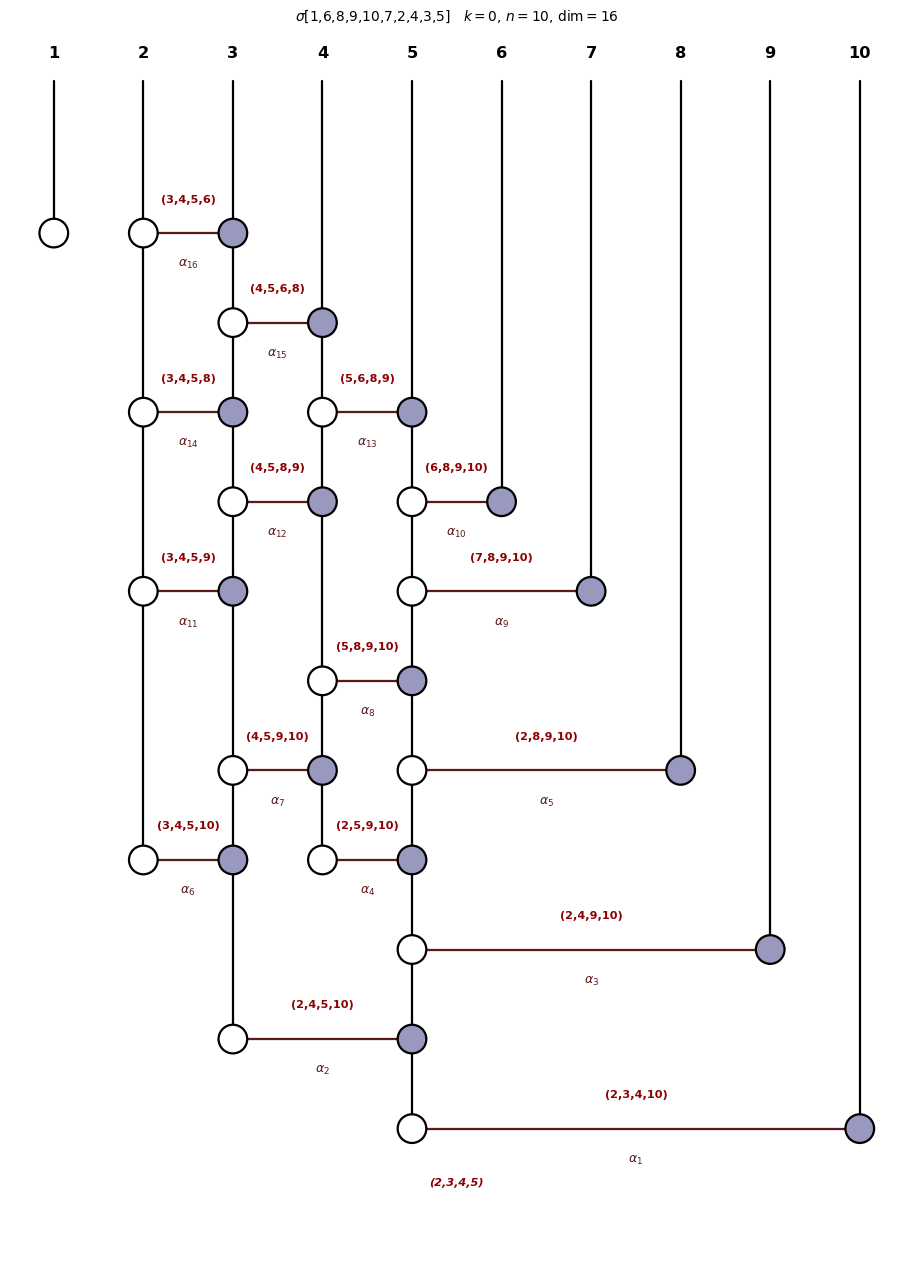 σ[1,6,8,9,10,7,2,4,3,5]   k=0, n=10, dim=16
1 2 3 4 5 6 7 8 9 10
(3,4,5,6)
α₁₆
(4,5,6,8)
α₁₅
(3,4,5,8) (5,6,8,9)
α₁₄ α₁₃
(4,5,8,9) (6,8,9,10)
α₁₂ α₁₀
(3,4,5,9) (7,8,9,10)
α₁₁ α₉
(5,8,9,10)
α₈
(4,5,9,10) (2,8,9,10)
α₇ α₅
(3,4,5,10) (2,5,9,10)
α₆ α₄
(2,4,9,10)
α₃
(2,4,5,10)
α₂
(2,3,4,10)
α₁
(2,3,4,5)